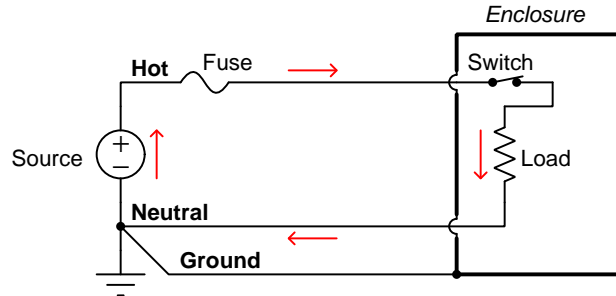 Enclosure
Hot
Fuse
Switch
Source
+
−
Load
Neutral
Ground